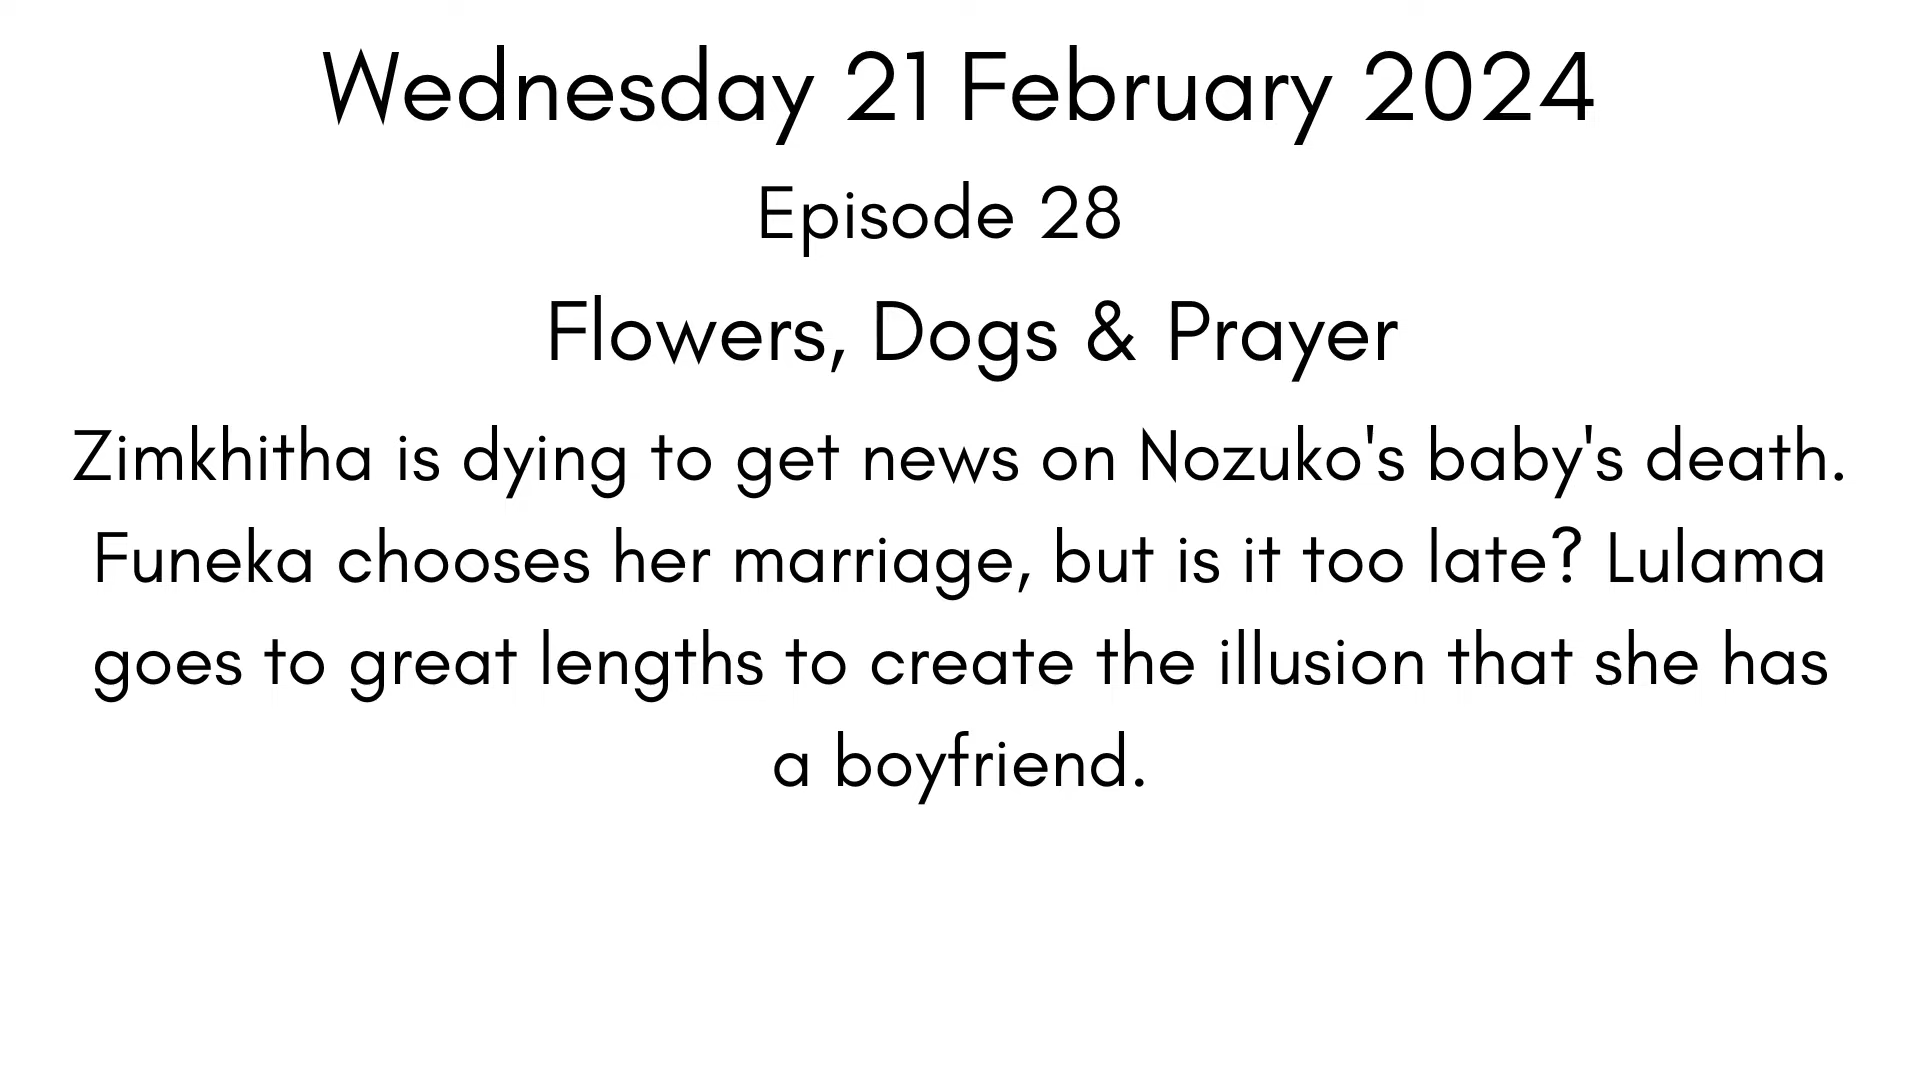 Wednesday 21 February 2024
Episode 28
Flowers, Dogs & Prayer
Zimkhitha is dying to get news on Nozuko's baby's death.
Funeka chooses her marriage, but is it too late? Lulama
goes to great lengths to create the illusion that she has
a boyfriend.